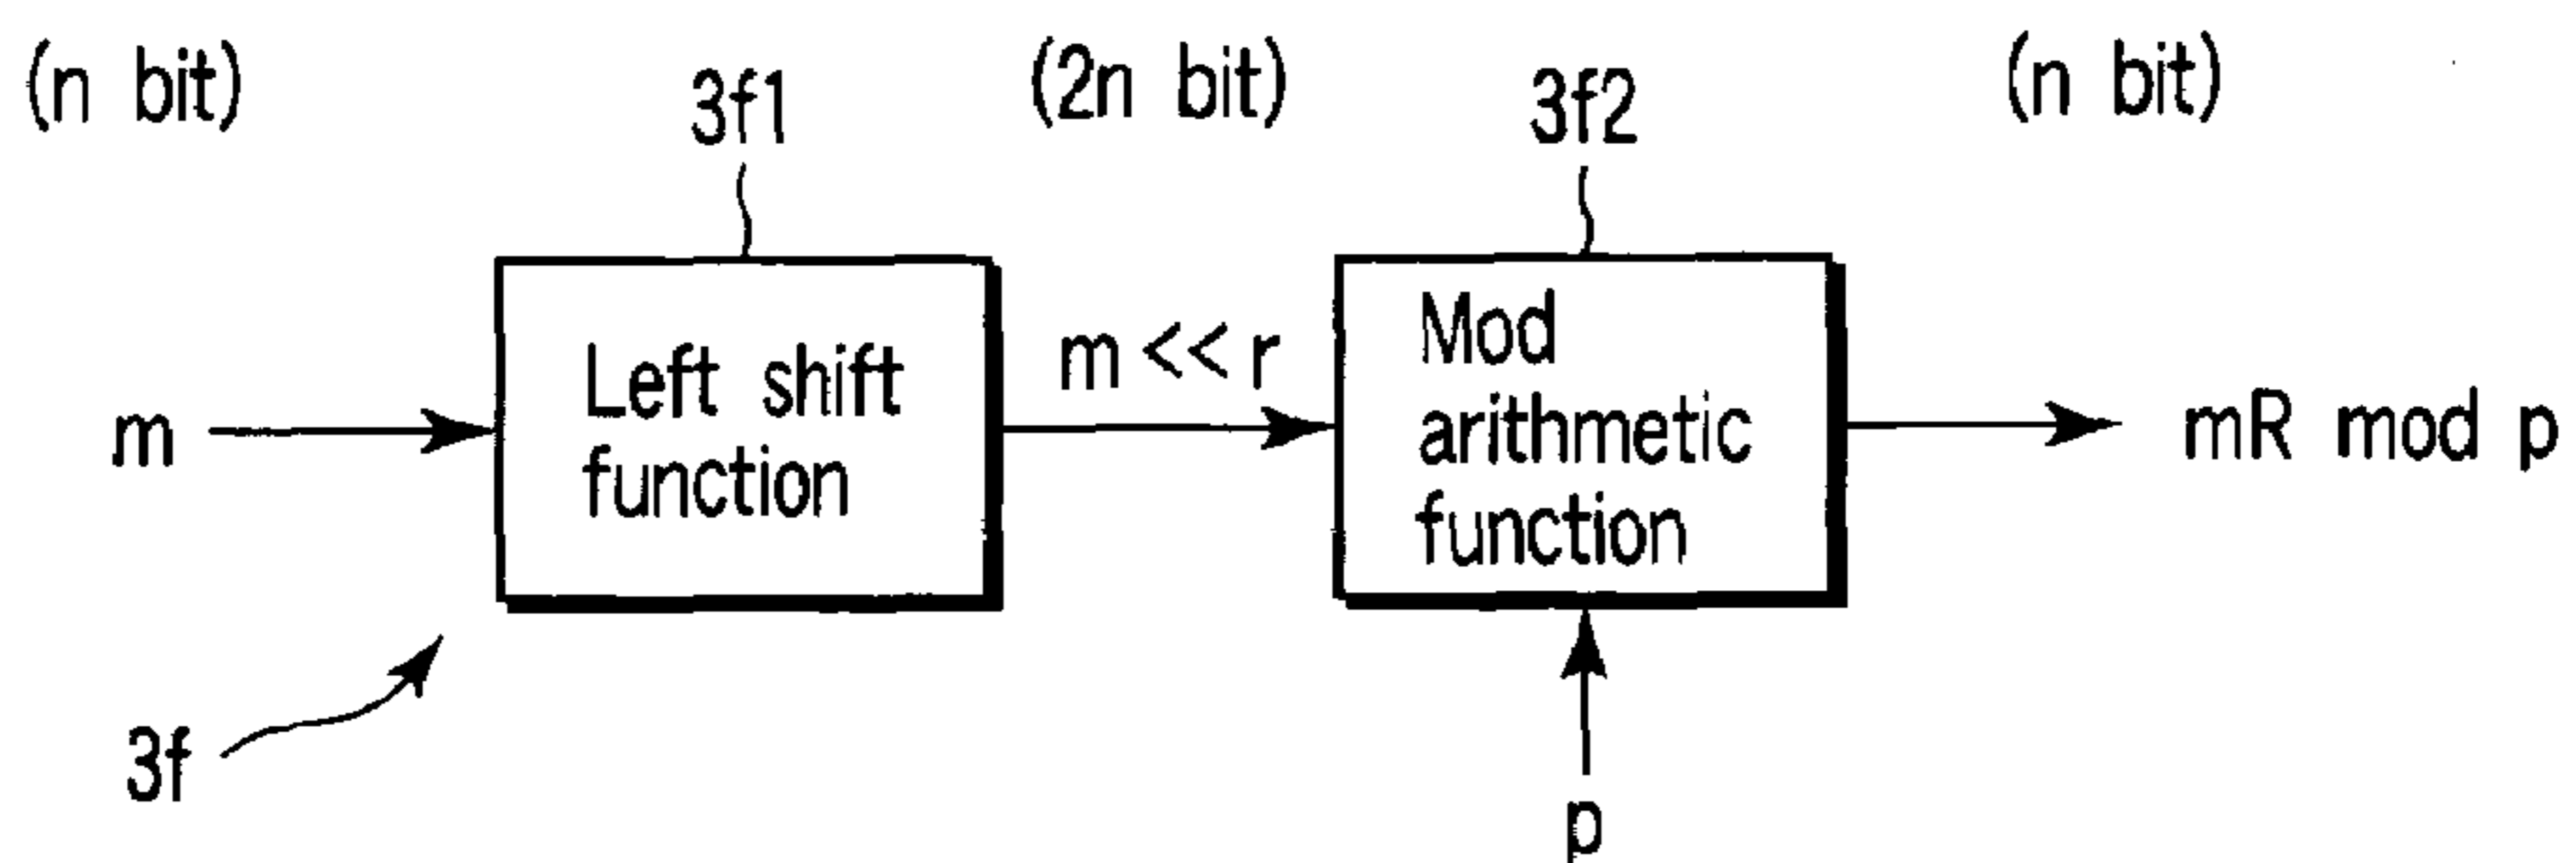 (n bit)
3f1
(2n bit)
3f2
(n bit)
m
Left shift
function
m << r
Mod
arithmetic
function
mR mod p
3f
p